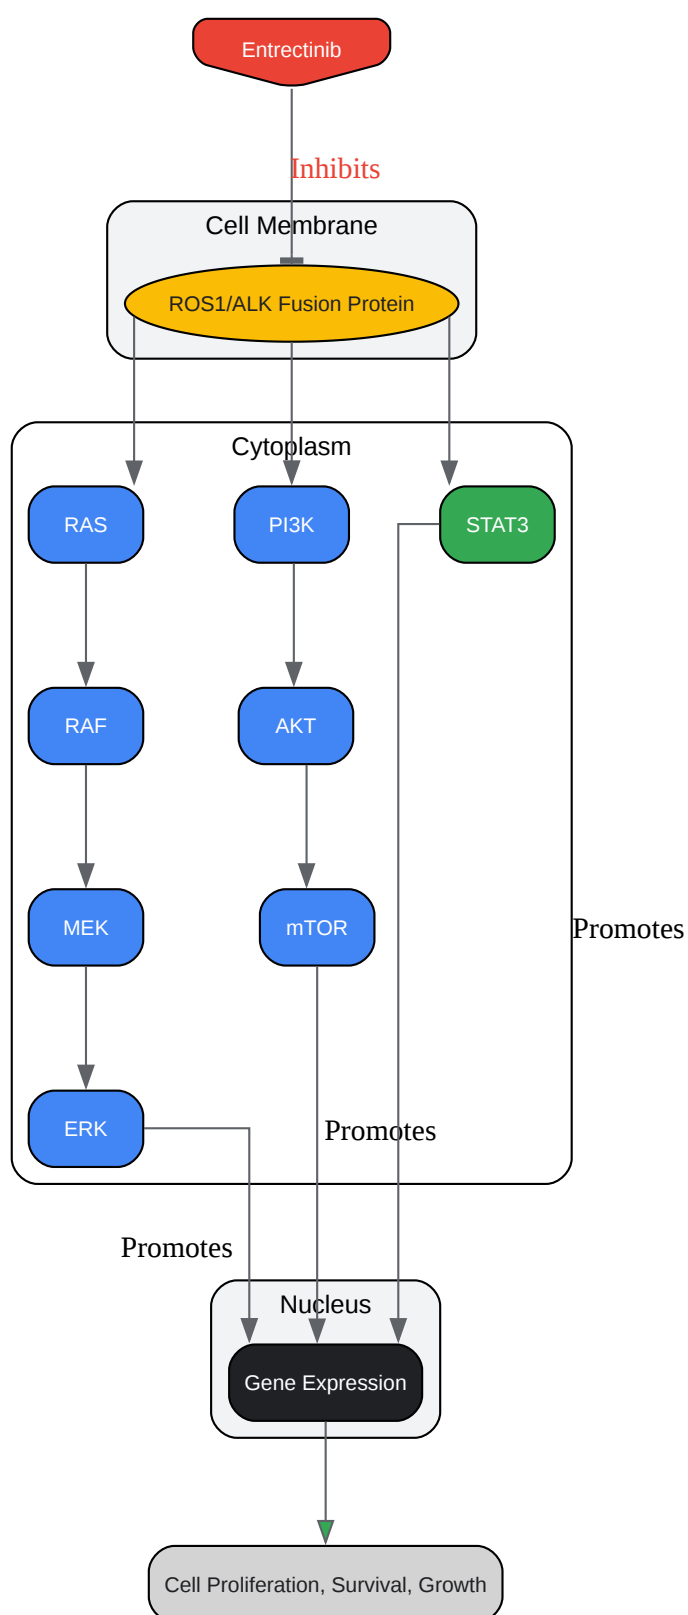 Entrectinib
Inhibits
Cell Membrane
ROS1/ALK Fusion Protein
Cytoplasm
RAS
PI3K
STAT3
RAF
AKT
MEK
mTOR
Promotes
ERK
Promotes
Promotes
Nucleus
Gene Expression
Cell Proliferation, Survival, Growth